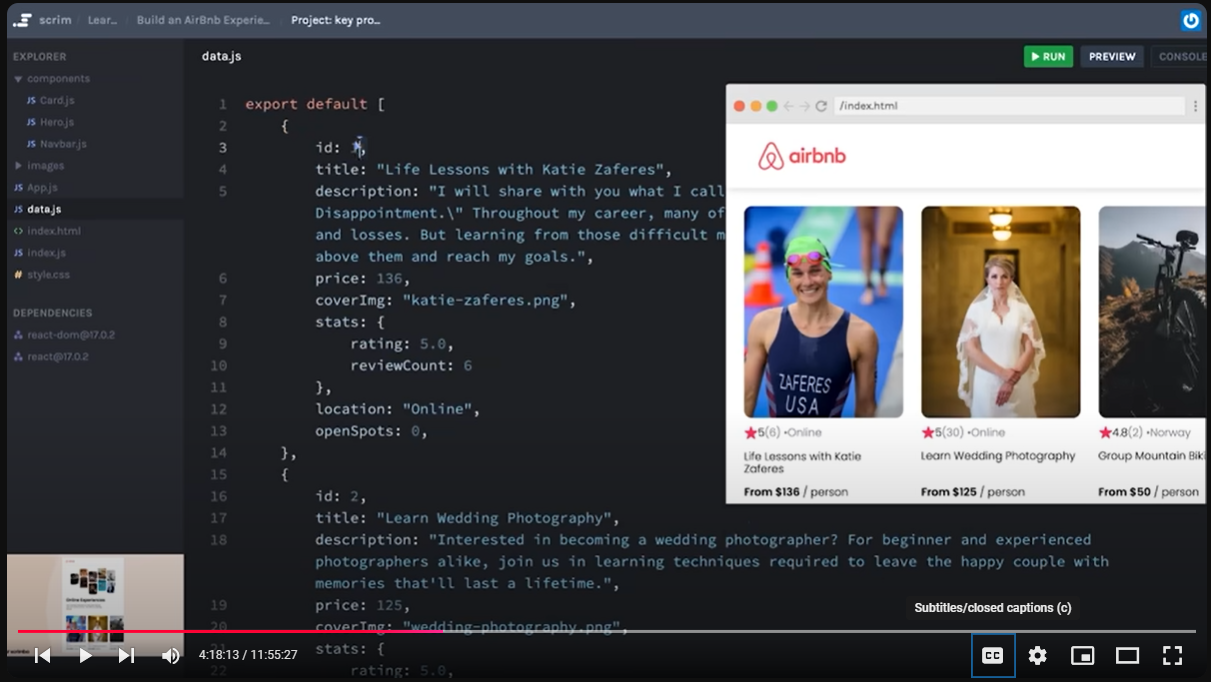 scrim Lear... Build an AirBnb Experie... Project: key pro...
EXPLORER
components
JS Card.js
JS Hero.js
JS Navbar.js
images
JS App.js
JS data.js
<> index.html
JS index.js
# style.css
DEPENDENCIES
react-dom@17.0.2
react@17.0.2
data.js
RUN PREVIEW CONSOLE
1 export default [
2 {
3 id: ,
4 title: "Life Lessons with Katie Zaferes",
5 description: "I will share with you what I call
Disappointment.\" Throughout my career, many of
and losses. But learning from those difficult m
above them and reach my goals.",
6 price: 136,
7 coverImg: "katie-zaferes.png",
8 stats: {
9 rating: 5.0,
10 reviewCount: 6
11 },
12 location: "Online",
13 openSpots: 0,
14 },
15 {
16 id: 2,
17 title: "Learn Wedding Photography",
18 description: "Interested in becoming a wedding photographer? For beginner and experienced
photographers alike, join us in learning techniques required to leave the happy couple with
memories that'll last a lifetime.",
19 price: 125,
20 coverImg: "wedding-photography.png",
21 stats: {
22 rating: 5.0,
/index.html
airbnb
ZAFERES
USA
5(6) •Online
Life Lessons with Katie
Zaferes
From $136 / person
5(30) •Online
Learn Wedding Photography
From $125 / person
4.8(2) •Norway
Group Mountain Biki
From $50 / person
Subtitles/closed captions (c)
4:18:13 / 11:55:27
CC